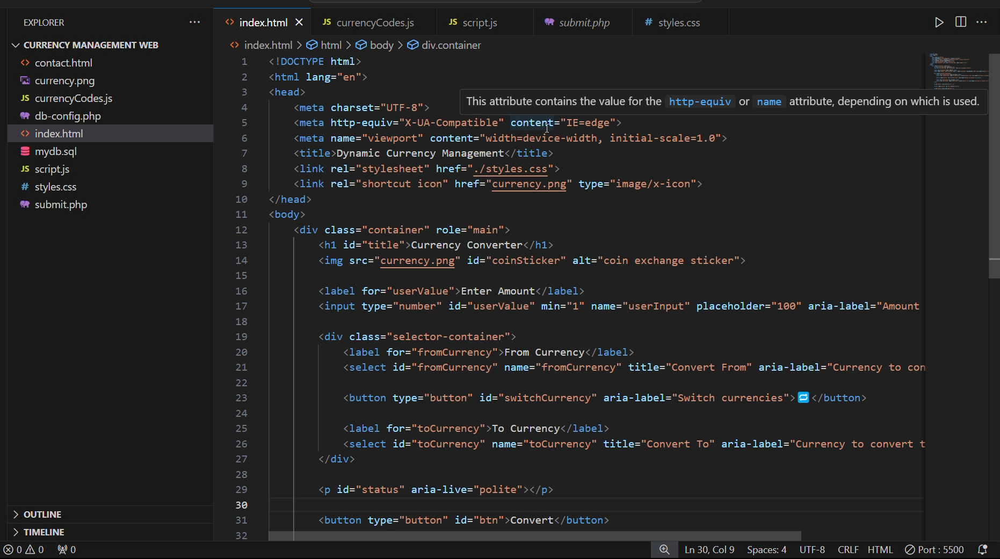 EXPLORER
CURRENCY MANAGEMENT WEB
contact.html
currency.png
JS currencyCodes.js
db-config.php
index.html
mydb.sql
JS script.js
# styles.css
submit.php
OUTLINE
TIMELINE
index.html
JS currencyCodes.js
JS script.js
submit.php
# styles.css
index.html > html > body > div.container
1 <!DOCTYPE html>
2 <html lang="en">
3 <head>
This attribute contains the value for the http-equiv or name attribute, depending on which is used.
4 <meta charset="UTF-8">
5 <meta http-equiv="X-UA-Compatible" content="IE=edge">
6 <meta name="viewport" content="width=device-width, initial-scale=1.0">
7 <title>Dynamic Currency Management</title>
8 <link rel="stylesheet" href="./styles.css">
9 <link rel="shortcut icon" href="currency.png" type="image/x-icon">
10 </head>
11 <body>
12 <div class="container" role="main">
13 <h1 id="title">Currency Converter</h1>
14 <img src="currency.png" id="coinSticker" alt="coin exchange sticker">
15
16 <label for="userValue">Enter Amount</label>
17 <input type="number" id="userValue" min="1" name="userInput" placeholder="100" aria-label="Amount
18
19 <div class="selector-container">
20 <label for="fromCurrency">From Currency</label>
21 <select id="fromCurrency" name="fromCurrency" title="Convert From" aria-label="Currency to con
22
23 <button type="button" id="switchCurrency" aria-label="Switch currencies">🔁</button>
24
25 <label for="toCurrency">To Currency</label>
26 <select id="toCurrency" name="toCurrency" title="Convert To" aria-label="Currency to convert t
27 </div>
28
29 <p id="status" aria-live="polite"></p>
30
31 <button type="button" id="btn">Convert</button>
32
0 0 0
Ln 30, Col 9 Spaces: 4 UTF-8 CRLF HTML Port : 5500